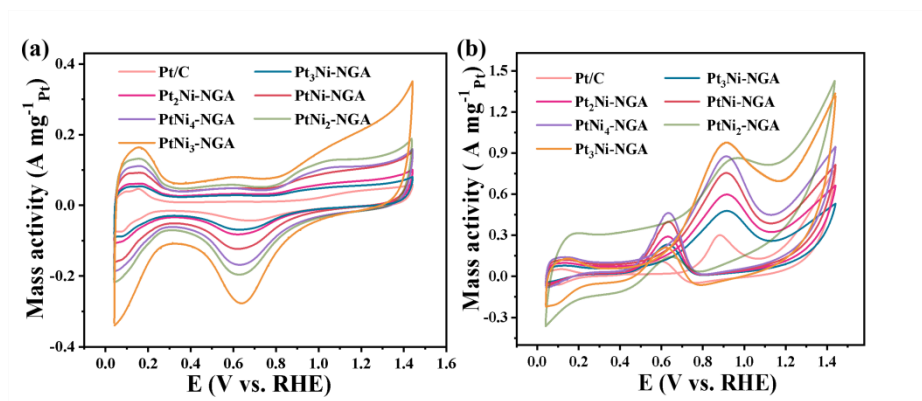 (a)
Mass activity (A mg⁻¹Pt)
0.4
0.2
0.0
-0.2
-0.4
Pt/C
Pt₃Ni-NGA
Pt₂Ni-NGA
PtNi-NGA
PtNi₄-NGA
PtNi₂-NGA
PtNi₃-NGA
0.0 0.2 0.4 0.6 0.8 1.0 1.2 1.4 1.6
E (V vs. RHE)
(b)
Mass activity ( A mg⁻¹Pt)
1.5
1.2
0.9
0.6
0.3
0.0
-0.3
Pt/C
Pt₃Ni-NGA
Pt₂Ni-NGA
PtNi-NGA
PtNi₄-NGA
PtNi₂-NGA
Pt₃Ni-NGA
0.0 0.2 0.4 0.6 0.8 1.0 1.2 1.4
E (V vs. RHE)